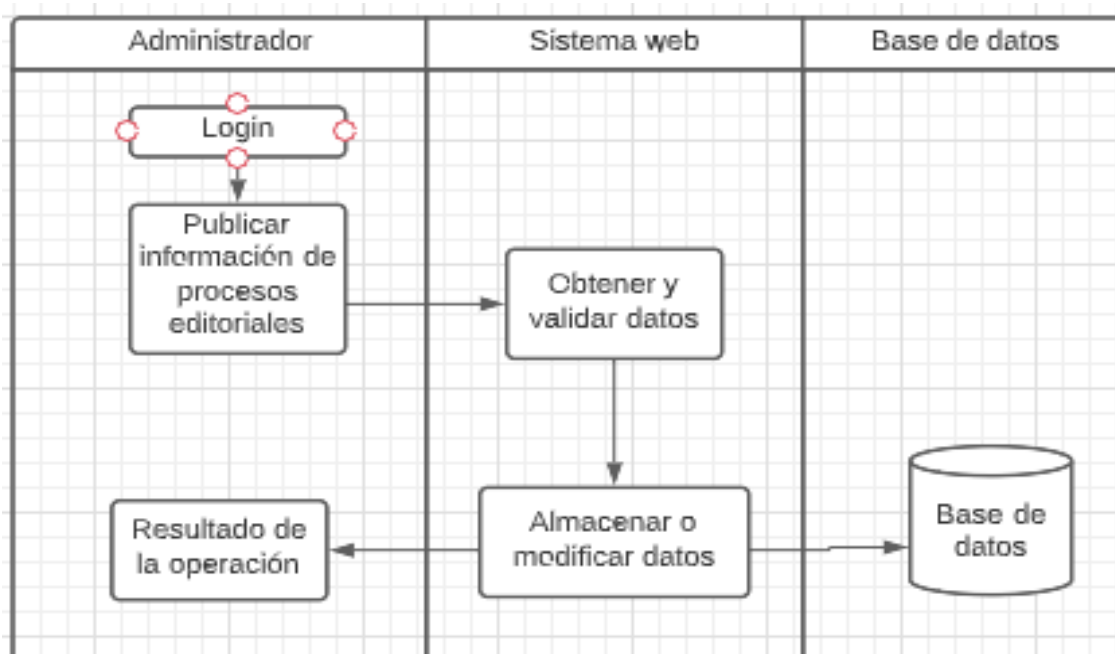 Administrador
Sistema web
Base de datos
Login
Publicar
información de
procesos
editoriales
Obtener y
validar datos
Almacenar o
modificar datos
Base de
datos
Resultado de
la operación